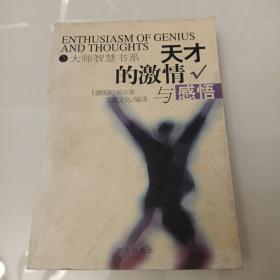 ENTHUSIASM OF GENIUS
AND THOUGHTS
大师智慧书系
天才
的激情
与感悟